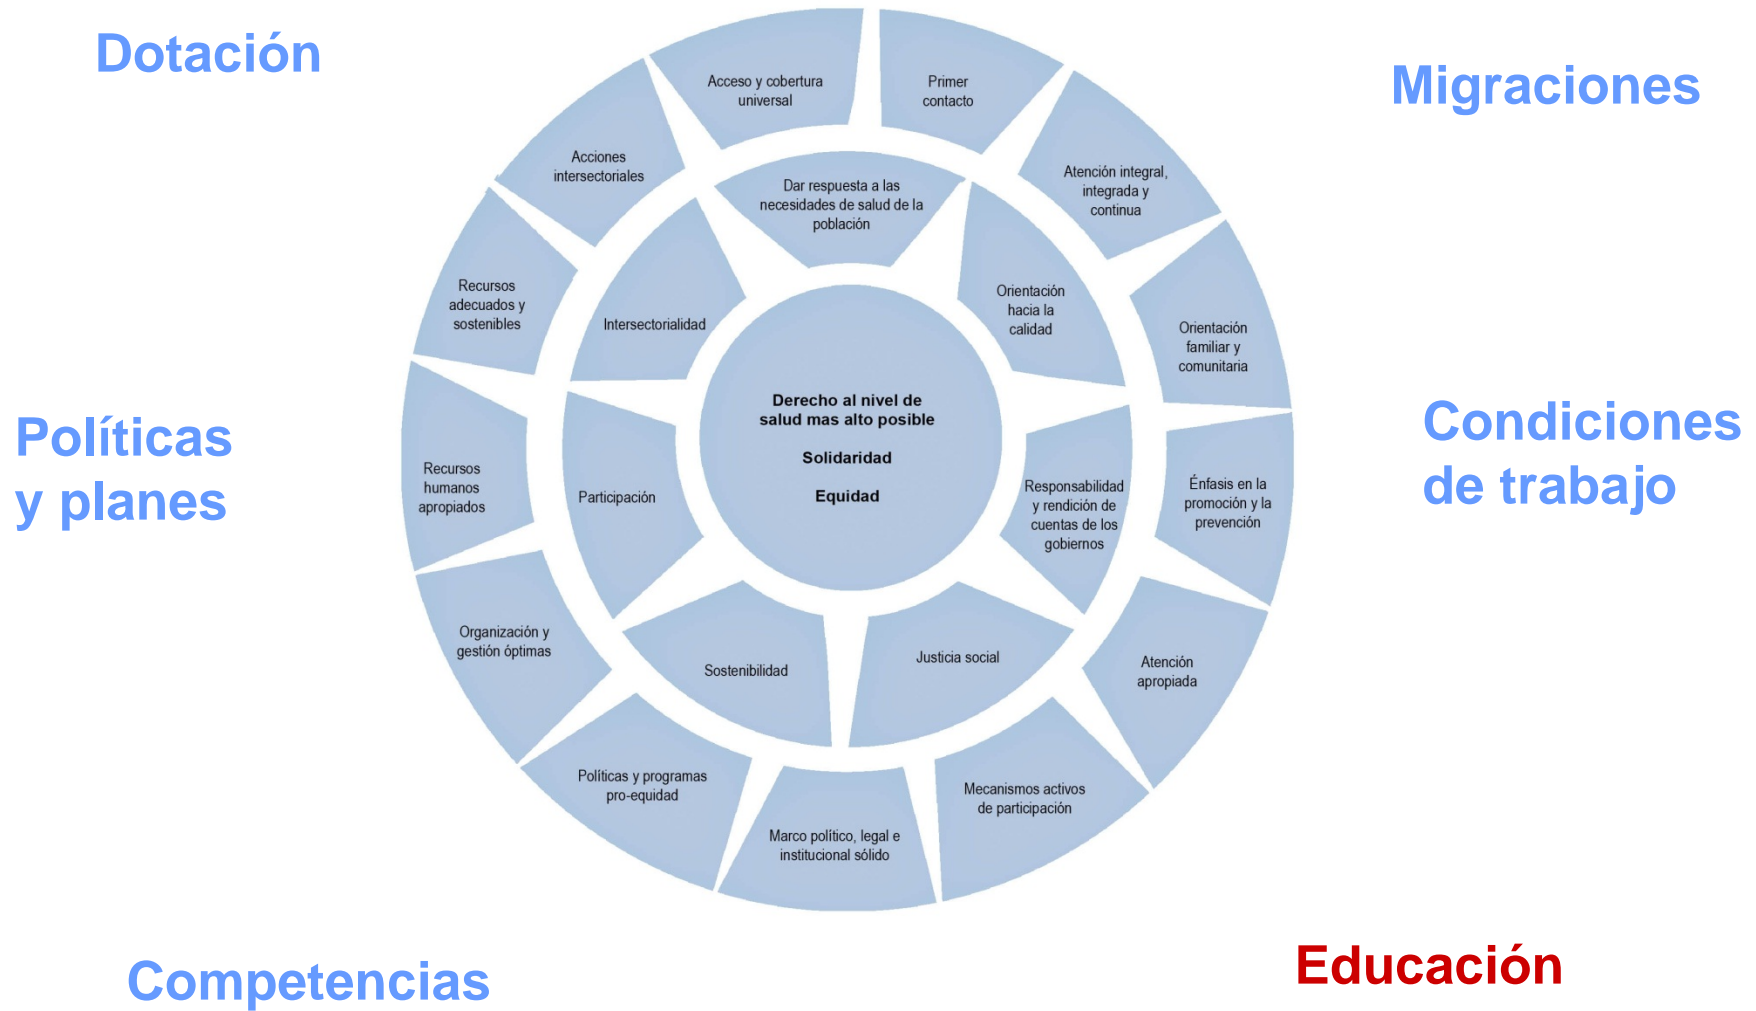 Dotación
Migraciones
Políticas
y planes
Condiciones
de trabajo
Competencias
Educación
Acceso y cobertura
universal
Primer
contacto
Atención integral,
integrada y
continua
Orientación
familiar y
comunitaria
Énfasis en la
promoción y la
prevención
Atención
apropiada
Mecanismos activos
de participación
Marco político, legal e
institucional sólido
Políticas y programas
pro-equidad
Organización y
gestión óptimas
Recursos
humanos
apropiados
Recursos
adecuados y
sostenibles
Acciones
intersectoriales
Dar respuesta a las
necesidades de salud de la
población
Orientación
hacia la
calidad
Responsabilidad
y rendición de
cuentas de los
gobiernos
Justicia social
Sostenibilidad
Participación
Intersectorialidad
Derecho al nivel de
salud mas alto posible
Solidaridad
Equidad